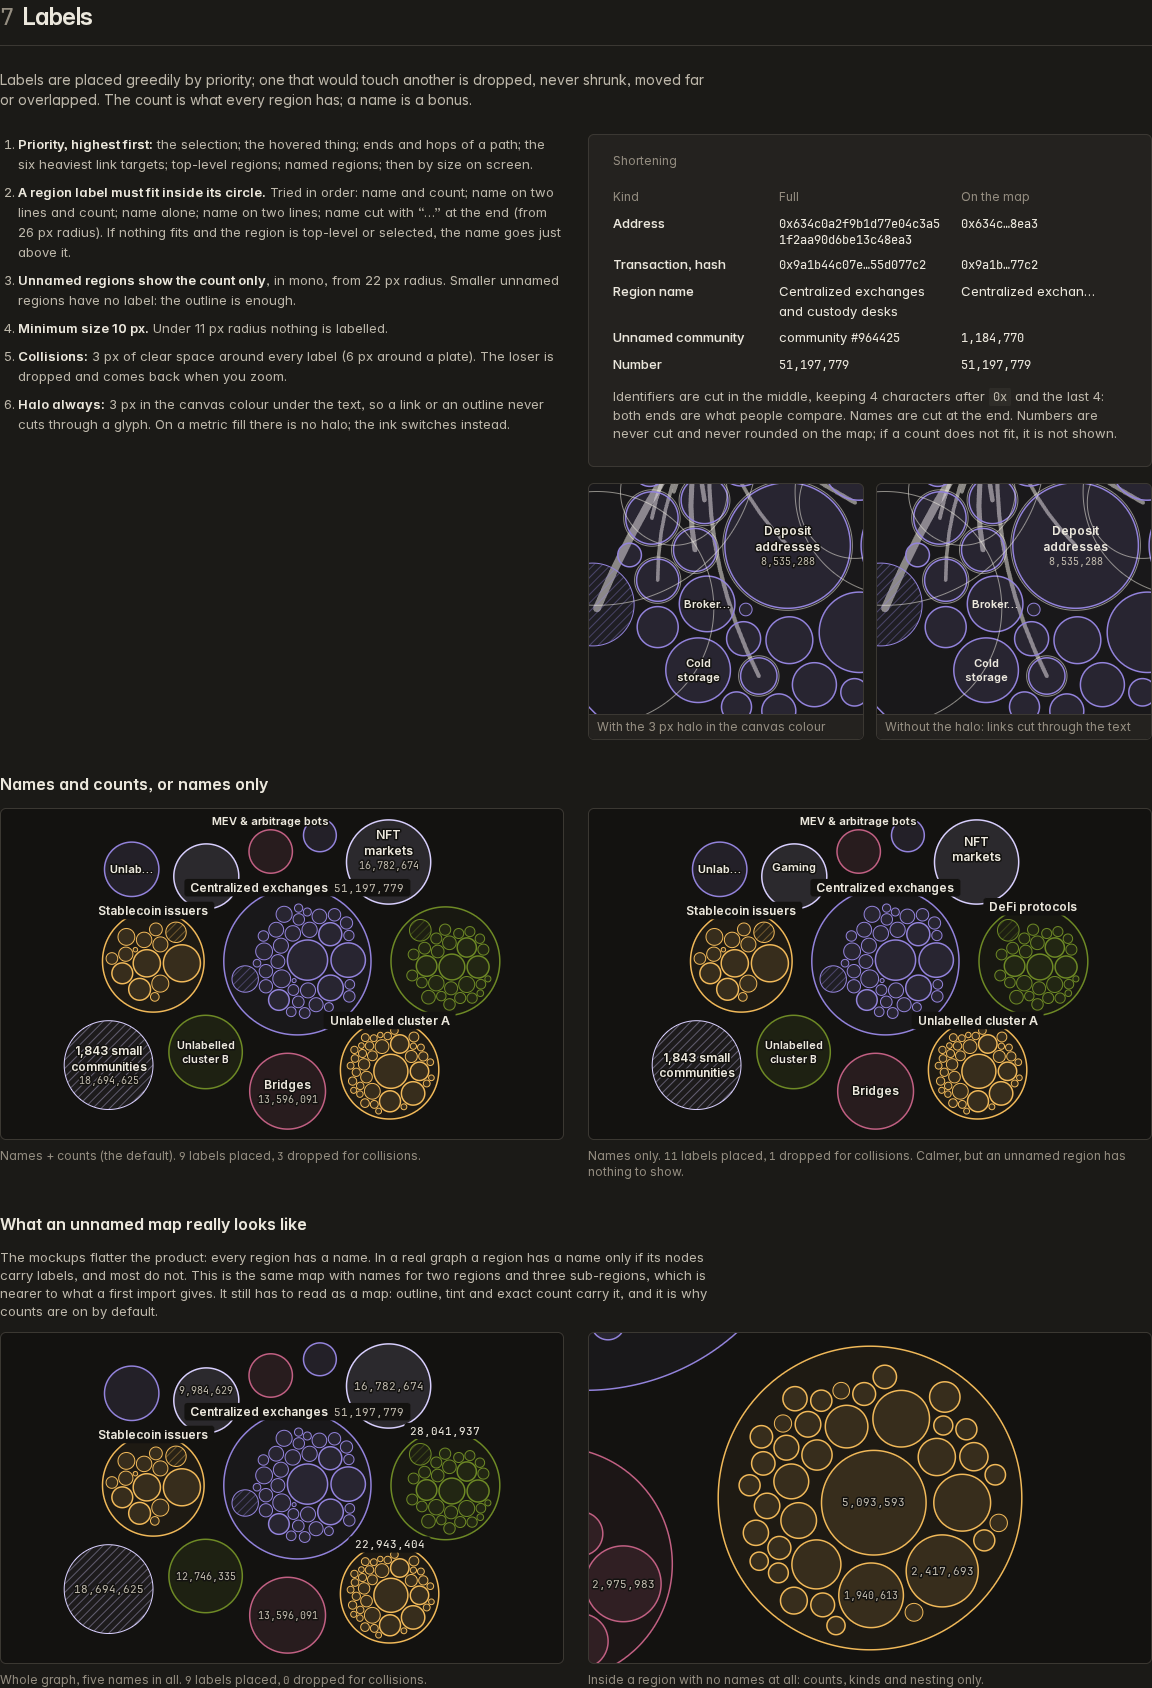 7 Labels
Labels are placed greedily by priority; one that would touch another is dropped, never shrunk, moved far
or overlapped. The count is what every region has; a name is a bonus.
1. Priority, highest first: the selection; the hovered thing; ends and hops of a path; the
six heaviest link targets; top-level regions; named regions; then by size on screen.
2. A region label must fit inside its circle. Tried in order: name and count; name on two
lines and count; name alone; name on two lines; name cut with “…” at the end (from
26 px radius). If nothing fits and the region is top-level or selected, the name goes just
above it.
3. Unnamed regions show the count only, in mono, from 22 px radius. Smaller unnamed
regions have no label: the outline is enough.
4. Minimum size 10 px. Under 11 px radius nothing is labelled.
5. Collisions: 3 px of clear space around every label (6 px around a plate). The loser is
dropped and comes back when you zoom.
6. Halo always: 3 px in the canvas colour under the text, so a link or an outline never
cuts through a glyph. On a metric fill there is no halo; the ink switches instead.
Shortening
Kind Full On the map
Address 0x634c0a2f9b1d77e04c3a5 0x634c…8ea3
1f2aa90d6be13c48ea3
Transaction, hash 0x9a1b44c07e…55d077c2 0x9a1b…77c2
Region name Centralized exchanges Centralized exchan…
and custody desks
Unnamed community community #964425 1,184,770
Number 51,197,779 51,197,779
Identifiers are cut in the middle, keeping 4 characters after 0x and the last 4:
both ends are what people compare. Names are cut at the end. Numbers are
never cut and never rounded on the map; if a count does not fit, it is not shown.
Deposit
addresses
8,535,288
Broker…
Cold
storage
With the 3 px halo in the canvas colour
Deposit
addresses
8,535,288
Broker…
Cold
storage
Without the halo: links cut through the text
Names and counts, or names only
MEV & arbitrage bots
NFT
markets
16,782,674
Unlab…
Centralized exchanges 51,197,779
Stablecoin issuers
Unlabelled cluster A
1,843 small
communities
18,694,625
Unlabelled
cluster B
Bridges
13,596,091
Names + counts (the default). 9 labels placed, 3 dropped for collisions.
MEV & arbitrage bots
NFT
markets
Unlab…
Gaming
Centralized exchanges
Stablecoin issuers
DeFi protocols
Unlabelled cluster A
1,843 small
communities
Unlabelled
cluster B
Bridges
Names only. 11 labels placed, 1 dropped for collisions. Calmer, but an unnamed region has
nothing to show.
What an unnamed map really looks like
The mockups flatter the product: every region has a name. In a real graph a region has a name only if its nodes
carry labels, and most do not. This is the same map with names for two regions and three sub-regions, which is
nearer to what a first import gives. It still has to read as a map: outline, tint and exact count carry it, and it is why
counts are on by default.
9,984,629
16,782,674
Centralized exchanges 51,197,779
Stablecoin issuers
28,041,937
22,943,404
18,694,625
12,746,335
13,596,091
Whole graph, five names in all. 9 labels placed, 0 dropped for collisions.
5,093,593
2,975,983
2,417,693
1,940,613
Inside a region with no names at all: counts, kinds and nesting only.